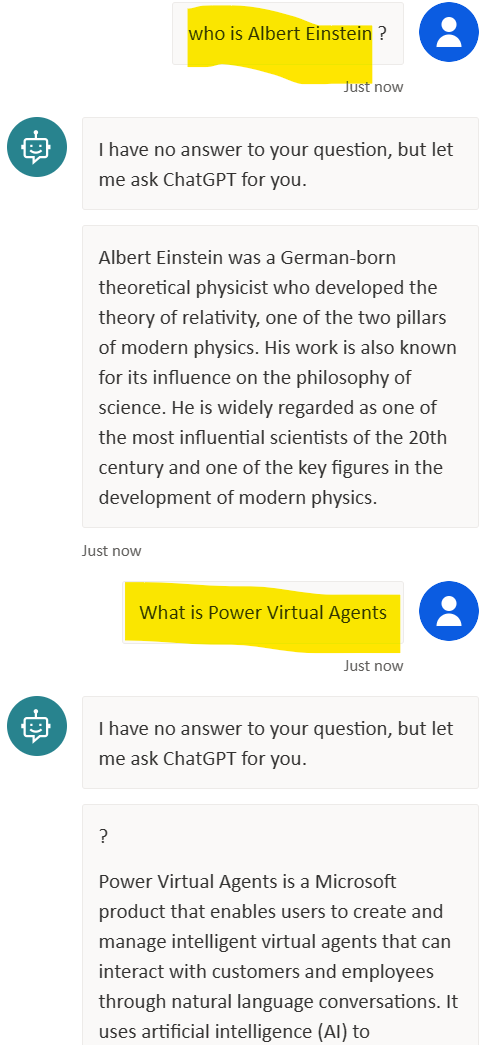 who is Albert Einstein ?
Just now
I have no answer to your question, but let
me ask ChatGPT for you.
Albert Einstein was a German-born
theoretical physicist who developed the
theory of relativity, one of the two pillars
of modern physics. His work is also known
for its influence on the philosophy of
science. He is widely regarded as one of
the most influential scientists of the 20th
century and one of the key figures in the
development of modern physics.
Just now
What is Power Virtual Agents
Just now
I have no answer to your question, but let
me ask ChatGPT for you.
?
Power Virtual Agents is a Microsoft
product that enables users to create and
manage intelligent virtual agents that can
interact with customers and employees
through natural language conversations. It
uses artificial intelligence (AI) to